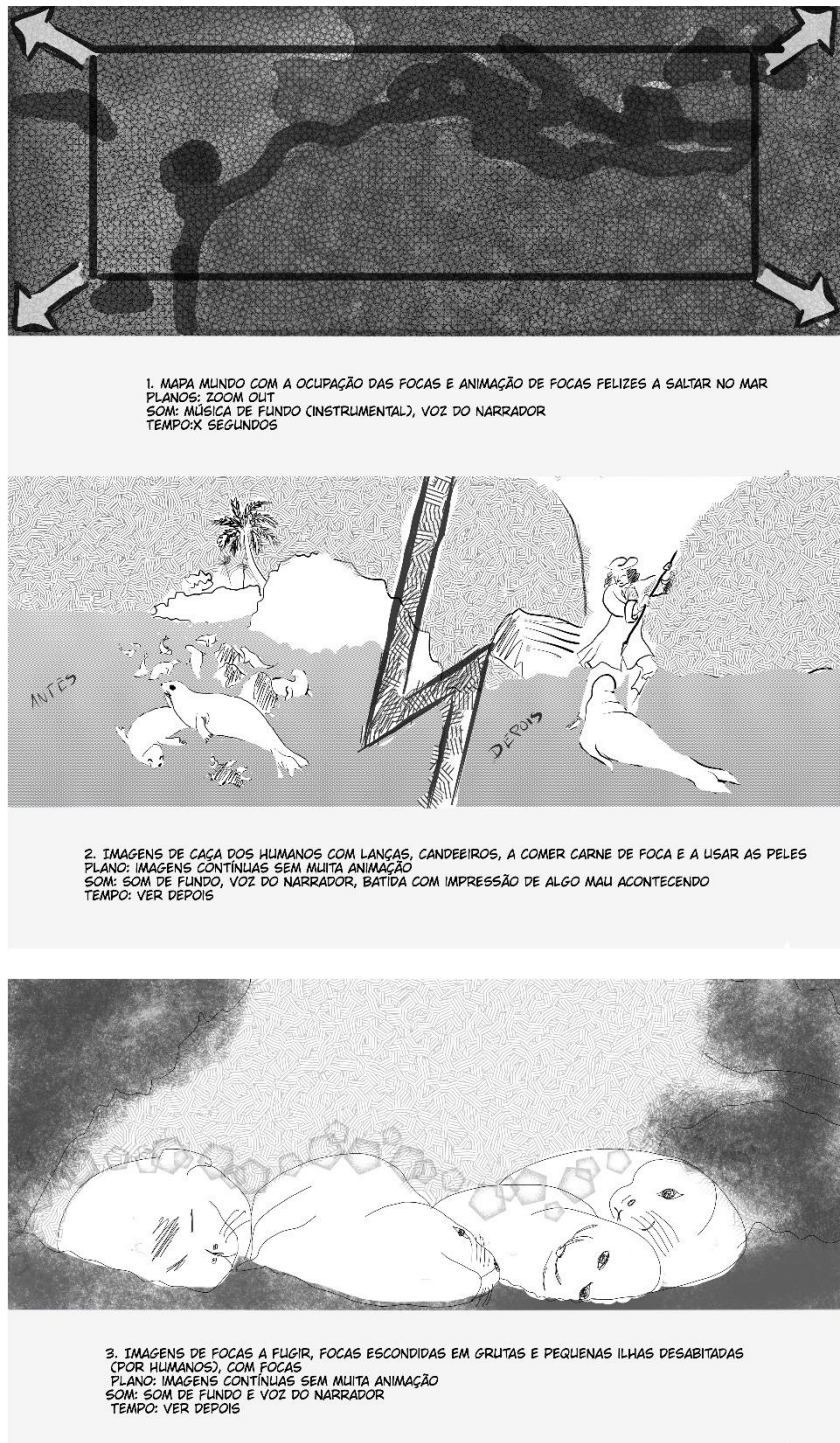 1. MAPA MUNDO COM A OCUPAÇÃO DAS FOCAS E ANIMAÇÃO DE FOCAS FELIZES A SALTAR NO MAR
PLANOS: ZOOM OUT
SOM: MÚSICA DE FUNDO (INSTRUMENTAL), VOZ DO NARRADOR
TEMPO:X SEGUNDOS
ANTES
DEPOIS
2. IMAGENS DE CAÇA DOS HUMANOS COM LANÇAS, CANDEEIROS, A COMER CARNE DE FOCA E A USAR AS PELES
PLANO: IMAGENS CONTÍNUAS SEM MUITA ANIMAÇÃO
SOM: SOM DE FUNDO, VOZ DO NARRADOR, BATIDA COM IMPRESSÃO DE ALGO MAU ACONTECENDO
TEMPO: VER DEPOIS
3. IMAGENS DE FOCAS A FUGIR, FOCAS ESCONDIDAS EM GRUTAS E PEQUENAS ILHAS DESABITADAS
(POR HUMANOS), COM FOCAS
PLANO: IMAGENS CONTÍNUAS SEM MUITA ANIMAÇÃO
SOM: SOM DE FUNDO E VOZ DO NARRADOR
TEMPO: VER DEPOIS